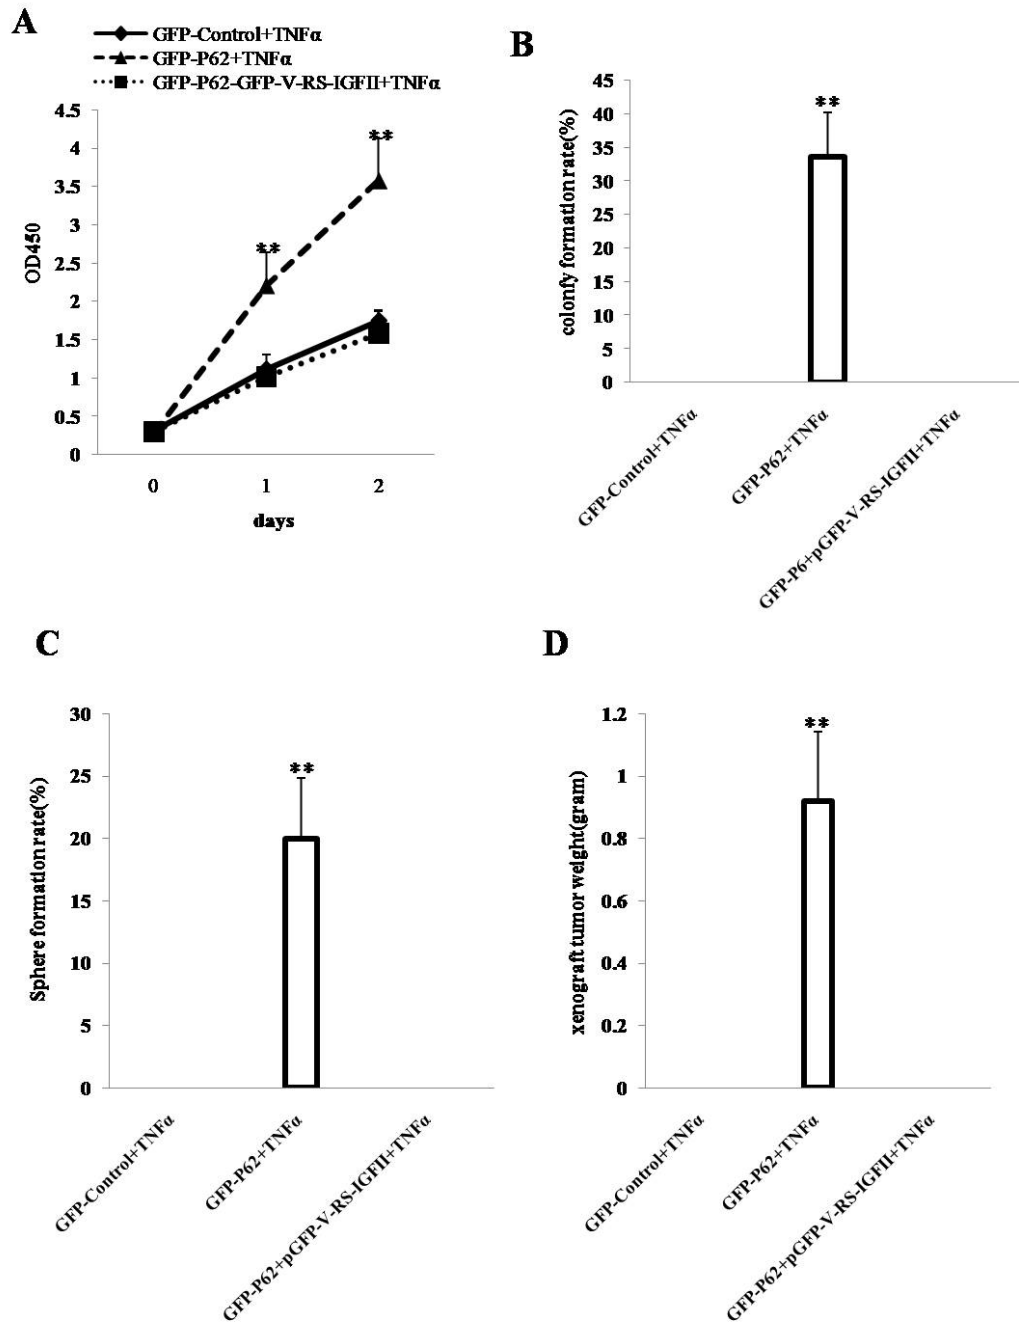 A
GFP-Control+TNFα
GFP-P62+TNFα
GFP-P62-GFP-V-RS-IGFII+TNFα
4.5
4
3.5
3
2.5
2
1.5
1
0.5
0
OD450
**
**
0 1 2
days
B
45
40
35
30
25
20
15
10
5
0
colonfy formation rate(%)
**
GFP-Control+TNFα
GFP-P62+TNFα
GFP-P6+pGFP-V-RS-IGFII+TNFα
C
30
25
20
15
10
5
0
Sphere formation rate(%)
**
GFP-Control+TNFα
GFP-P62+TNFα
GFP-P62+pGFP-V-RS-IGFII+TNFα
D
1.2
1
0.8
0.6
0.4
0.2
0
xenograft tumor weight(gram)
**
GFP-Control+TNFα
GFP-P62+TNFα
GFP-P62+pGFP-V-RS-IGFII+TNFα